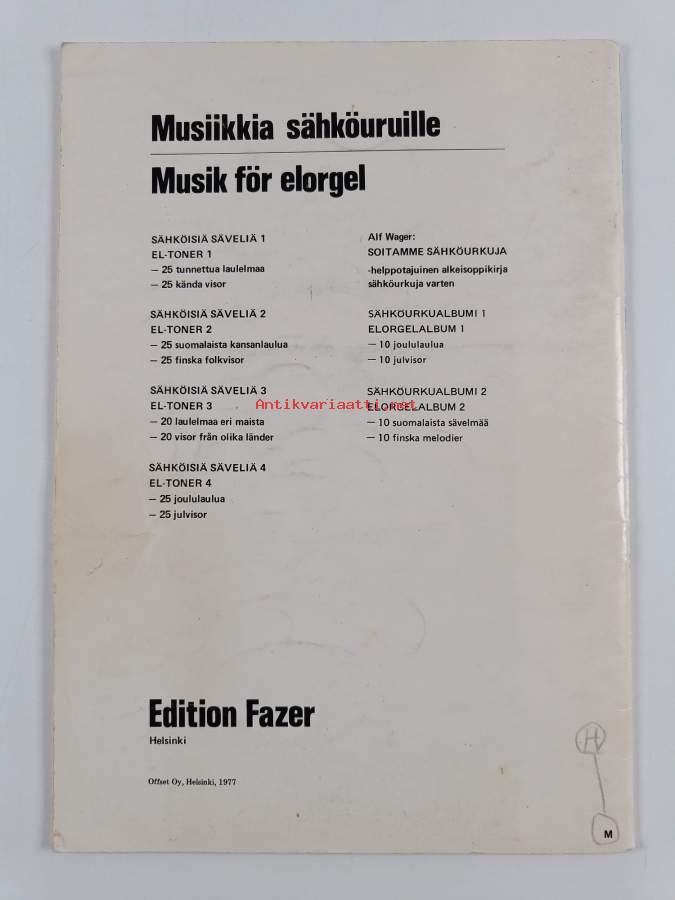 Musiikkia sähköuruille
Musik för elorgel
SÄHKÖISIÄ SÄVELIÄ 1
EL-TONER 1
– 25 tunnettua laulelmaa
– 25 kända visor
SÄHKÖISIÄ SÄVELIÄ 2
EL-TONER 2
– 25 suomalaista kansanlaulua
– 25 finska folkvisor
SÄHKÖISIÄ SÄVELIÄ 3
EL-TONER 3
– 20 laulelmaa eri maista
– 20 visor från olika länder
SÄHKÖISIÄ SÄVELIÄ 4
EL-TONER 4
– 25 joululaulua
– 25 julvisor
Alf Wager:
SOITAMME SÄHKÖURKUJA
-helppotajuinen alkeisoppikirja
sähköurkuja varten
SÄHKÖURKUALBUMI 1
ELORGELALBUM 1
– 10 joululaulua
– 10 julvisor
SÄHKÖURKUALBUMI 2
ELORGELALBUM 2
– 10 suomalaista sävelmää
– 10 finska melodier
Antikvariaatti.net
Edition Fazer
Helsinki
Offset Oy, Helsinki, 1977
H
M